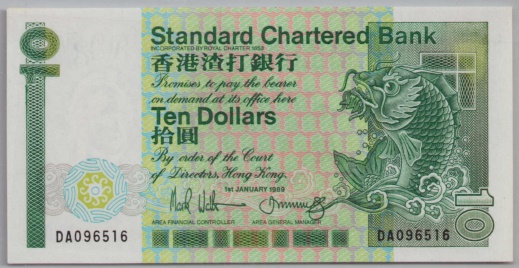 10
Standard Chartered Bank
INCORPORATED BY ROYAL CHARTER 1853
香港渣打銀行
Promises to pay the bearer
on demand at its office here
Ten Dollars
拾圓
By order of the Court
of Directors, Hong Kong.
1st JANUARY 1989
AREA FINANCIAL CONTROLLER AREA GENERAL MANAGER
DA096516 DA096516
10